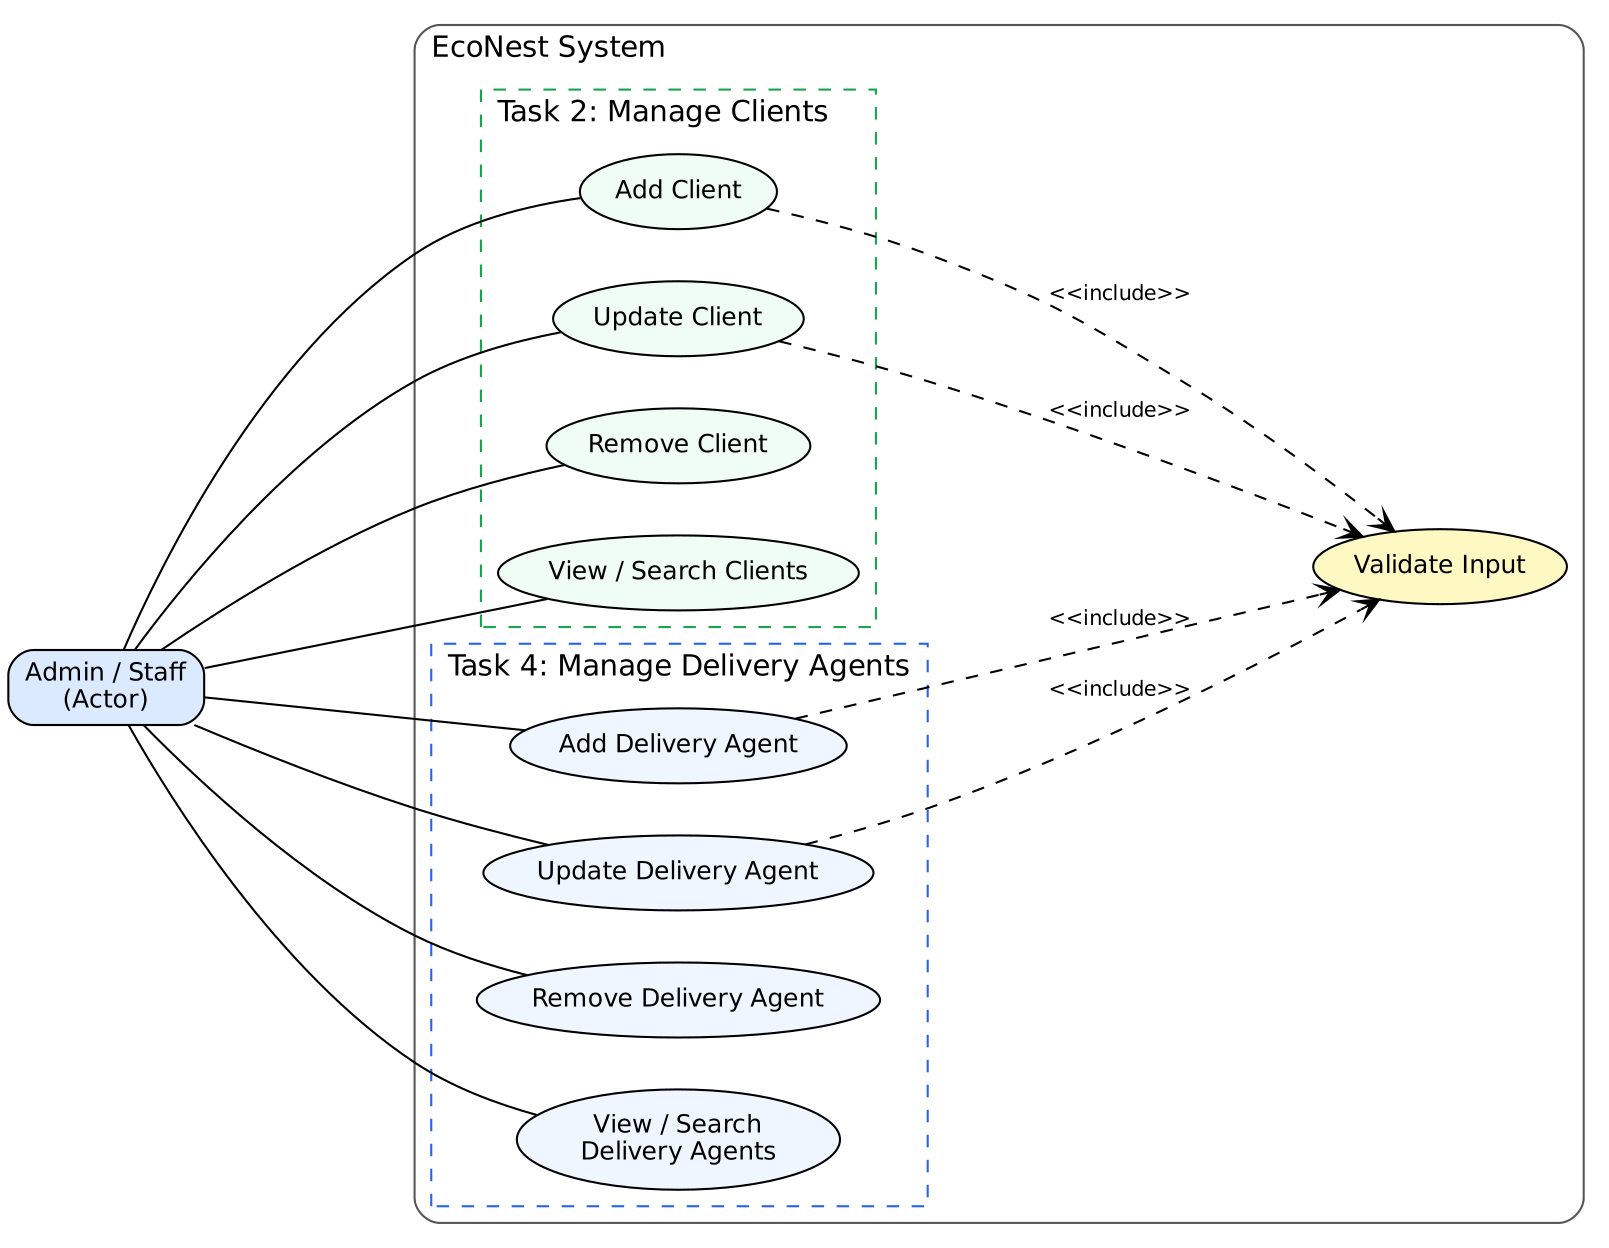 EcoNest System
Task 2: Manage Clients
Add Client
<<include>>
Update Client
<<include>>
Remove Client
View / Search Clients
Validate Input
<<include>>
Admin / Staff
(Actor)
Task 4: Manage Delivery Agents
<<include>>
Add Delivery Agent
Update Delivery Agent
Remove Delivery Agent
View / Search
Delivery Agents